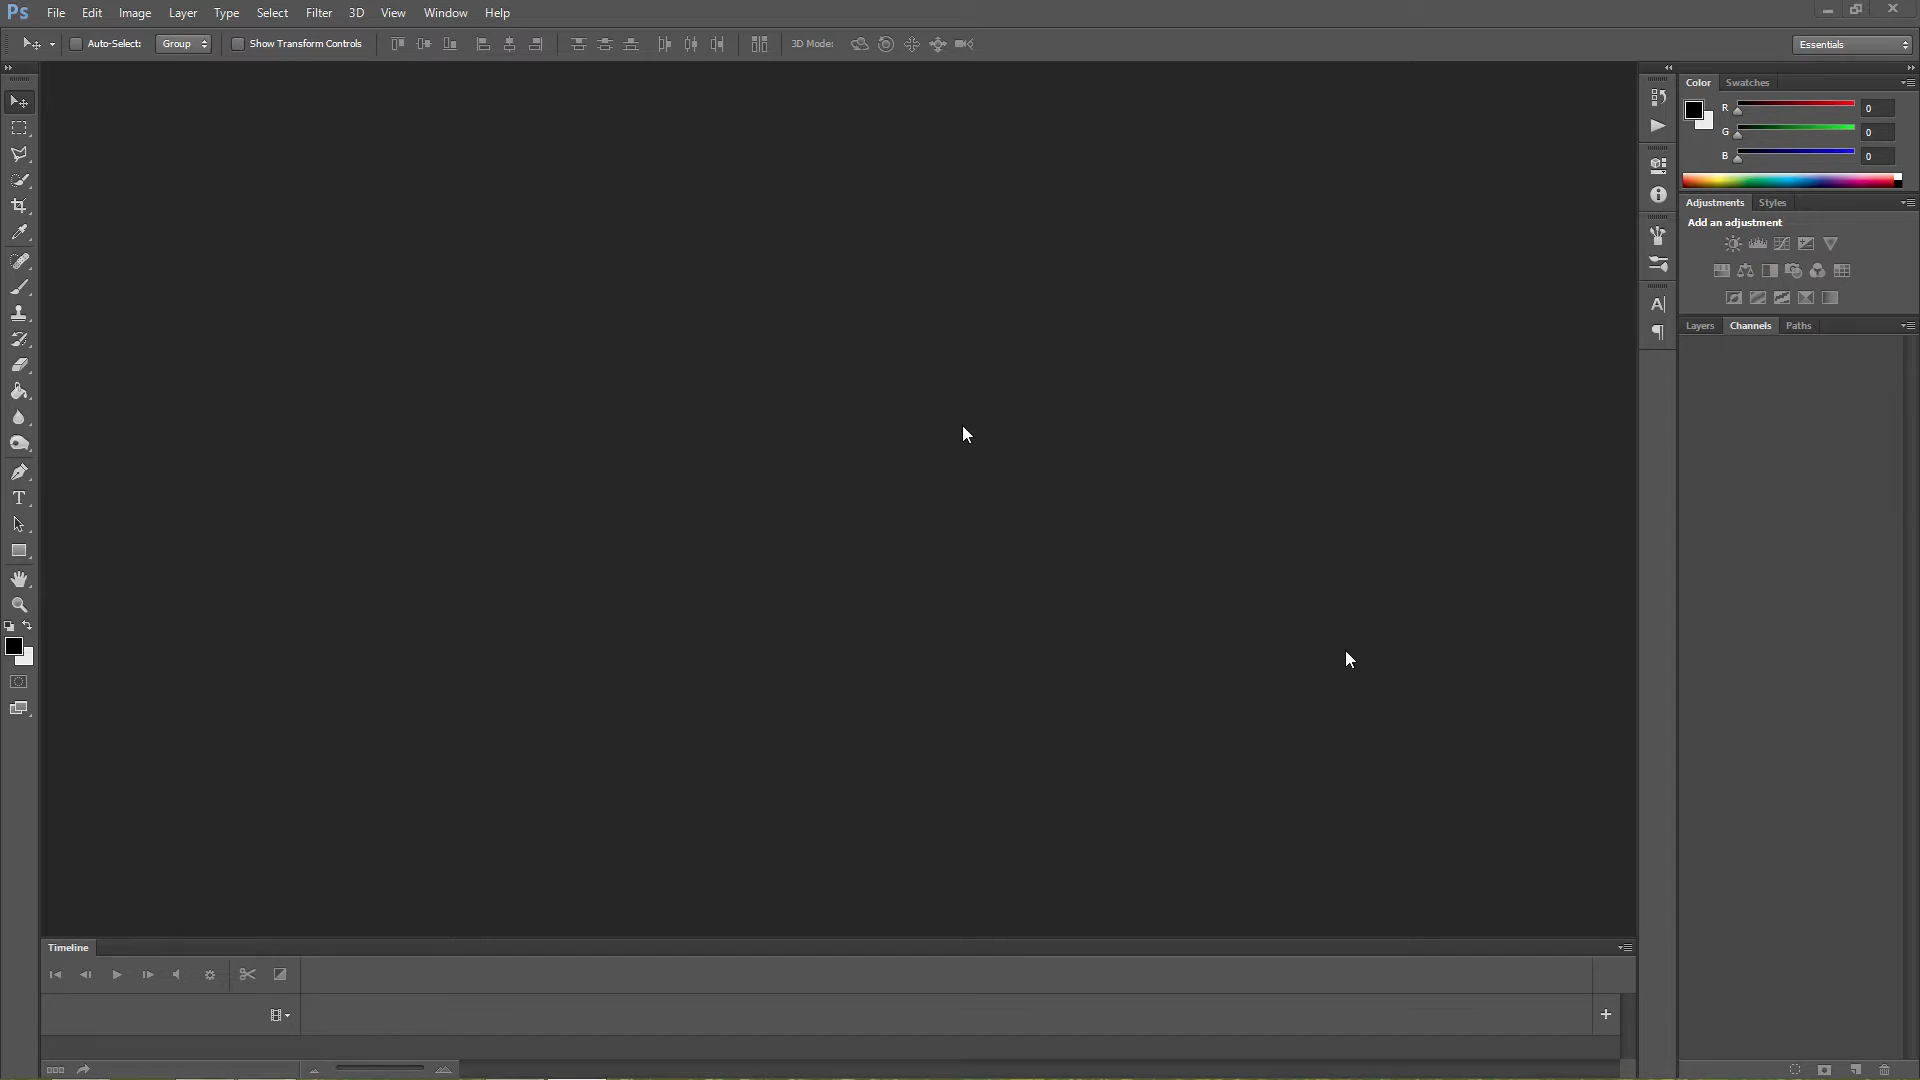 Ps File Edit Image Layer Type Select Filter 3D View Window Help
Auto-Select: Group Show Transform Controls 3D Mode: Essentials
Color Swatches
R 0
G 0
B 0
Adjustments Styles
Add an adjustment
Layers Channels Paths
Timeline